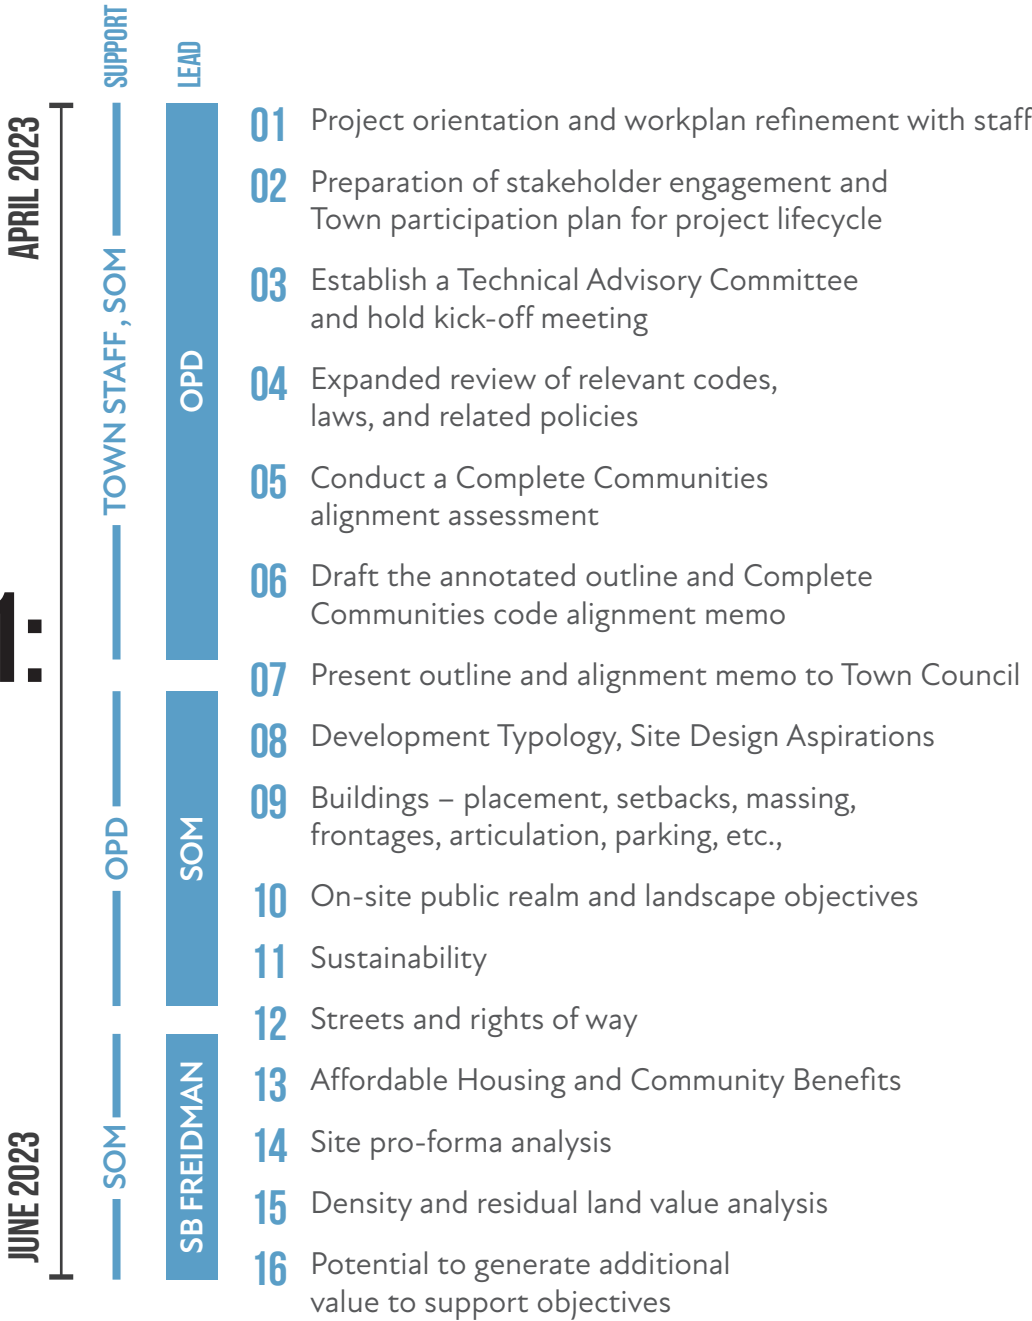 SUPPORT
LEAD
APRIL 2023
JUNE 2023
1:
TOWN STAFF, SOM
OPD
SOM
OPD
SOM
SB FREIDMAN
01 Project orientation and workplan refinement with staff
02 Preparation of stakeholder engagement and
Town participation plan for project lifecycle
03 Establish a Technical Advisory Committee
and hold kick-off meeting
04 Expanded review of relevant codes,
laws, and related policies
05 Conduct a Complete Communities
alignment assessment
06 Draft the annotated outline and Complete
Communities code alignment memo
07 Present outline and alignment memo to Town Council
08 Development Typology, Site Design Aspirations
09 Buildings – placement, setbacks, massing,
frontages, articulation, parking, etc.,
10 On-site public realm and landscape objectives
11 Sustainability
12 Streets and rights of way
13 Affordable Housing and Community Benefits
14 Site pro-forma analysis
15 Density and residual land value analysis
16 Potential to generate additional
value to support objectives